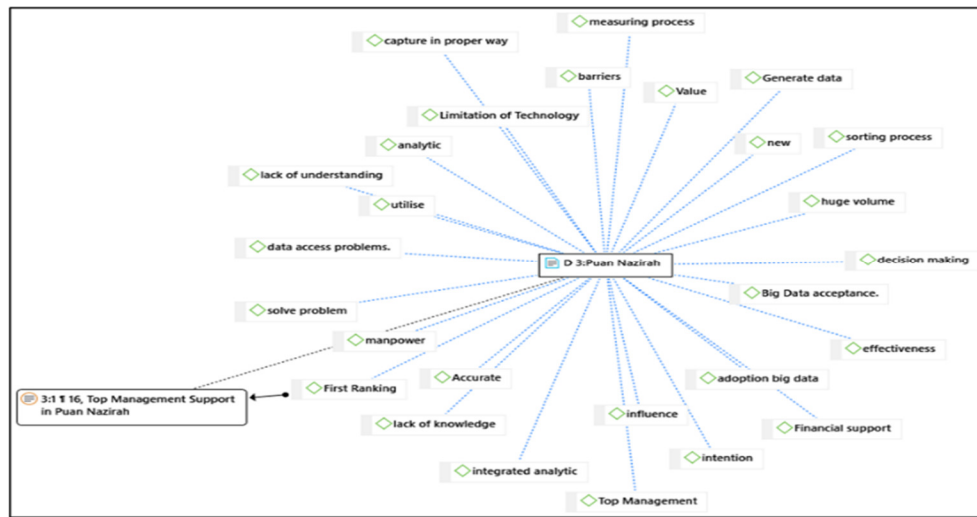 measuring process
capture in proper way
barriers
Generate data
Value
Limitation of Technology
sorting process
new
analytic
lack of understanding
huge volume
utilise
data access problems.
decision making
D 3:Puan Nazirah
Big Data acceptance.
solve problem
manpower
effectiveness
Accurate
adoption big data
First Ranking
3:1 ¶ 16, Top Management Support
in Puan Nazirah
influence
lack of knowledge
Financial support
intention
integrated analytic
Top Management